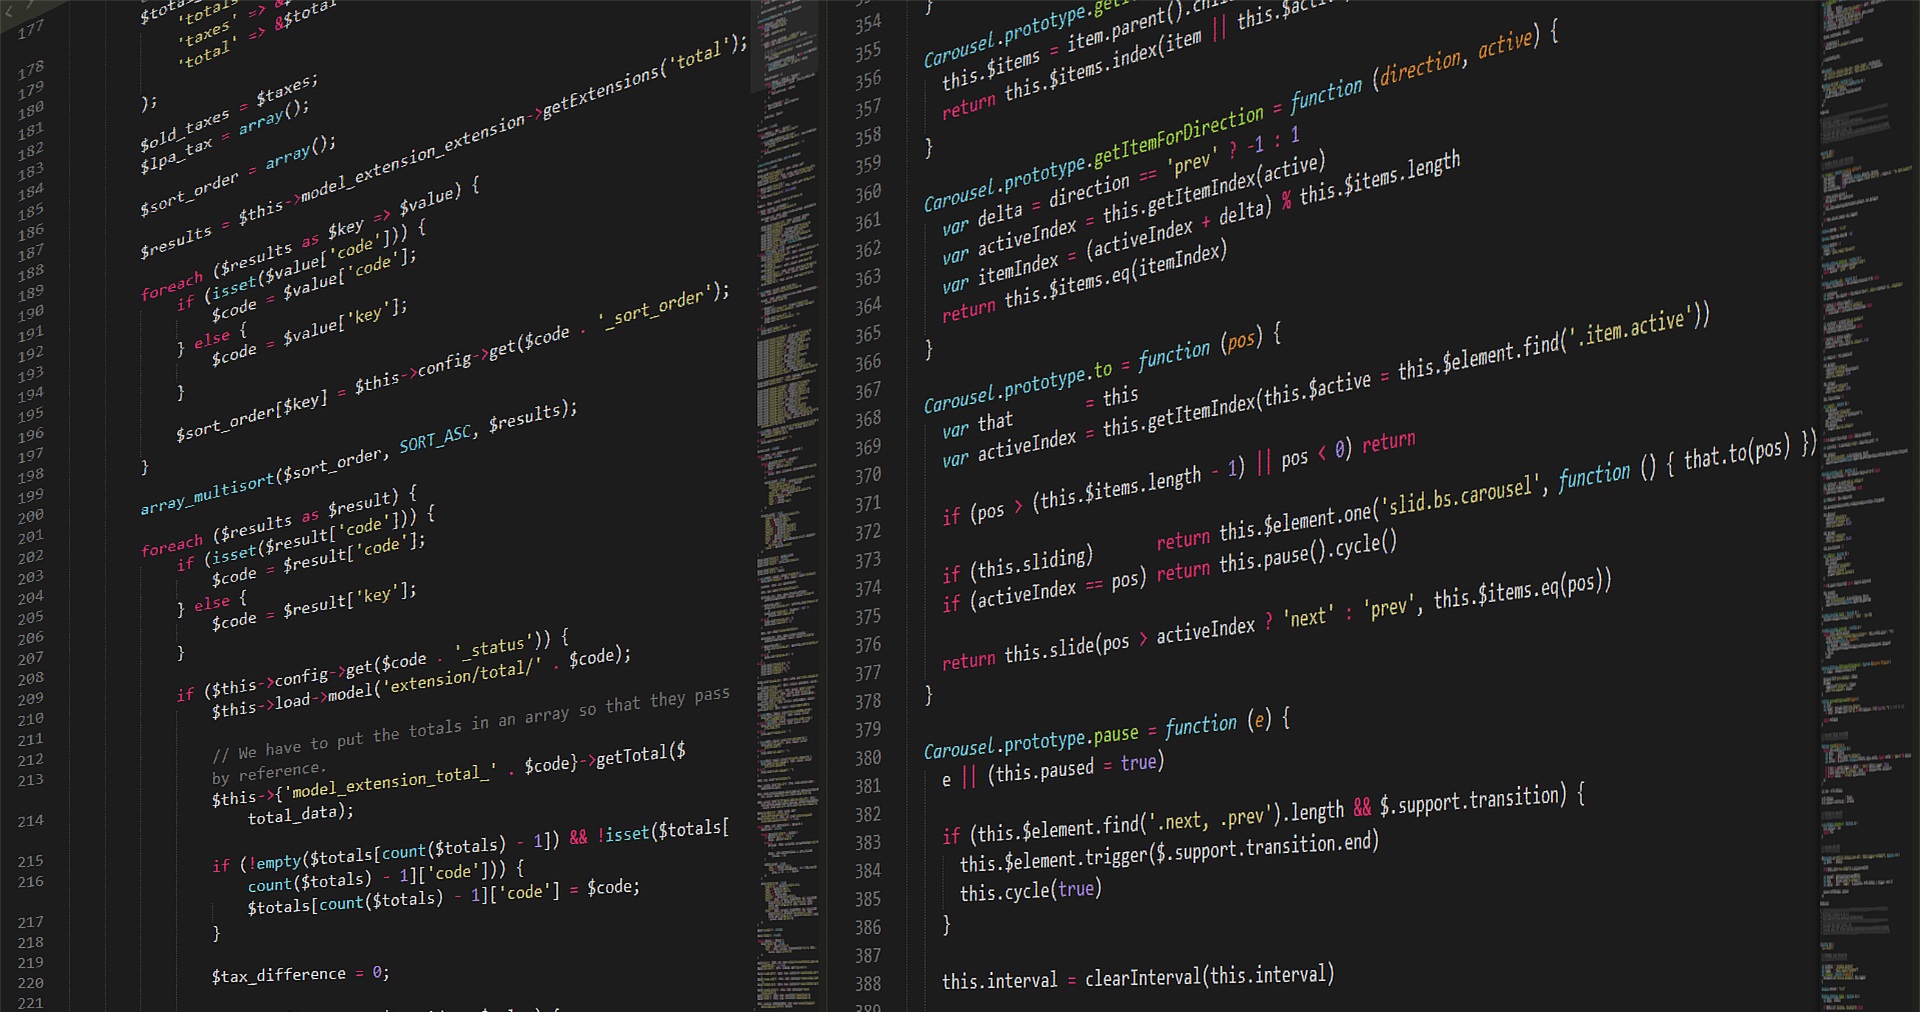 177
178
179
180
181
182
183
184
185
186
187
188
189
190
191
192
193
194
195
196
197
198
199
200
201
202
203
204
205
206
207
208
209
210
211
212
213
214
215
216
217
218
219
220
221
'totals
'taxes' => &$
'total' => &$total
);
$old_taxes = $taxes;
$lpa_tax = array();
$sort_order = array();
$results = $this->model_extension_extension->getExtensions('total');
foreach ($results as $key => $value) {
if (isset($value['code'])) {
$code = $value['code'];
} else {
$code = $value['key'];
}
$sort_order[$key] = $this->config->get($code . '_sort_order');
}
array_multisort($sort_order, SORT_ASC, $results);
foreach ($results as $result) {
if (isset($result['code'])) {
$code = $result['code'];
} else {
$code = $result['key'];
}
if ($this->config->get($code . '_status')) {
$this->load->model('extension/total/' . $code);
// We have to put the totals in an array so that they pass
by reference.
$this->{'model_extension_total_' . $code}->getTotal($
total_data);
if (!empty($totals[count($totals) - 1]) && !isset($totals[
count($totals) - 1]['code'])) {
$totals[count($totals) - 1]['code'] = $code;
}
$tax_difference = 0;
354
355
356
357
358
359
360
361
362
363
364
365
366
367
368
369
370
371
372
373
374
375
376
377
378
379
380
381
382
383
384
385
386
387
388
389
}
Carousel.prototype.
this.$items = item.parent().
return this.$items.index(item || this.
}
Carousel.prototype.getItemForDirection = function (direction, active) {
var delta = direction == 'prev' ? -1 : 1
var activeIndex = this.getItemIndex(active)
var itemIndex = (activeIndex + delta) % this.$items.length
return this.$items.eq(itemIndex)
}
Carousel.prototype.to = function (pos) {
var that = this
var activeIndex = this.getItemIndex(this.$active = this.$element.find('.item.active'))
if (pos > (this.$items.length - 1) || pos < 0) return
if (this.sliding) return this.$element.one('slid.bs.carousel', function () { that.to(pos) })
if (activeIndex == pos) return this.pause().cycle()
return this.slide(pos > activeIndex ? 'next' : 'prev', this.$items.eq(pos))
}
Carousel.prototype.pause = function (e) {
e || (this.paused = true)
if (this.$element.find('.next, .prev').length && $.support.transition) {
this.$element.trigger($.support.transition.end)
this.cycle(true)
}
this.interval = clearInterval(this.interval)